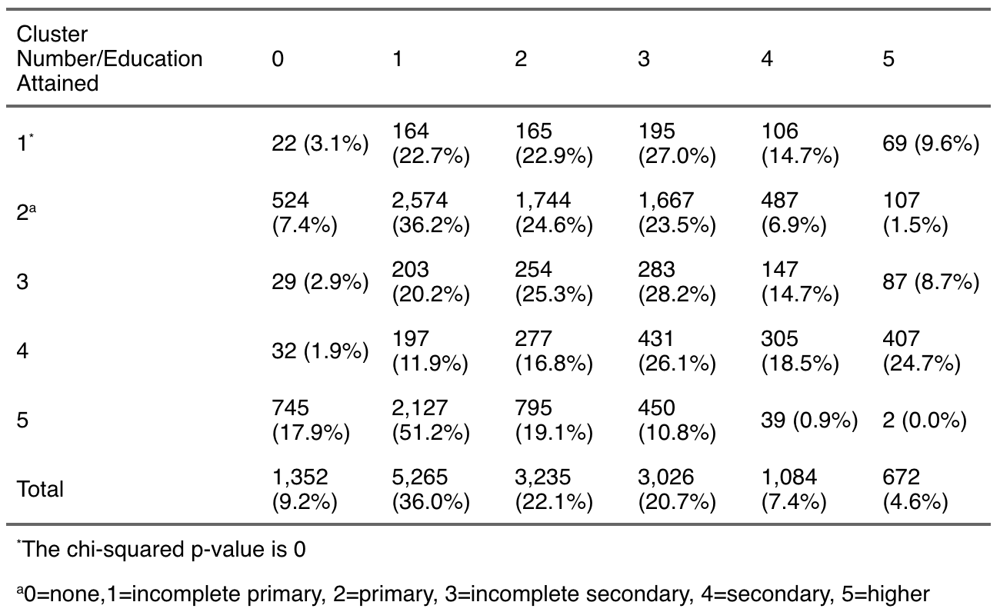 Cluster
Number/Education
Attained
0 1 2 3 4 5
1* 22 (3.1%) 164 (22.7%) 165 (22.9%) 195 (27.0%) 106 (14.7%) 69 (9.6%)
2a 524 (7.4%) 2,574 (36.2%) 1,744 (24.6%) 1,667 (23.5%) 487 (6.9%) 107 (1.5%)
3 29 (2.9%) 203 (20.2%) 254 (25.3%) 283 (28.2%) 147 (14.7%) 87 (8.7%)
4 32 (1.9%) 197 (11.9%) 277 (16.8%) 431 (26.1%) 305 (18.5%) 407 (24.7%)
5 745 (17.9%) 2,127 (51.2%) 795 (19.1%) 450 (10.8%) 39 (0.9%) 2 (0.0%)
Total 1,352 (9.2%) 5,265 (36.0%) 3,235 (22.1%) 3,026 (20.7%) 1,084 (7.4%) 672 (4.6%)
*The chi-squared p-value is 0
a0=none,1=incomplete primary, 2=primary, 3=incomplete secondary, 4=secondary, 5=higher